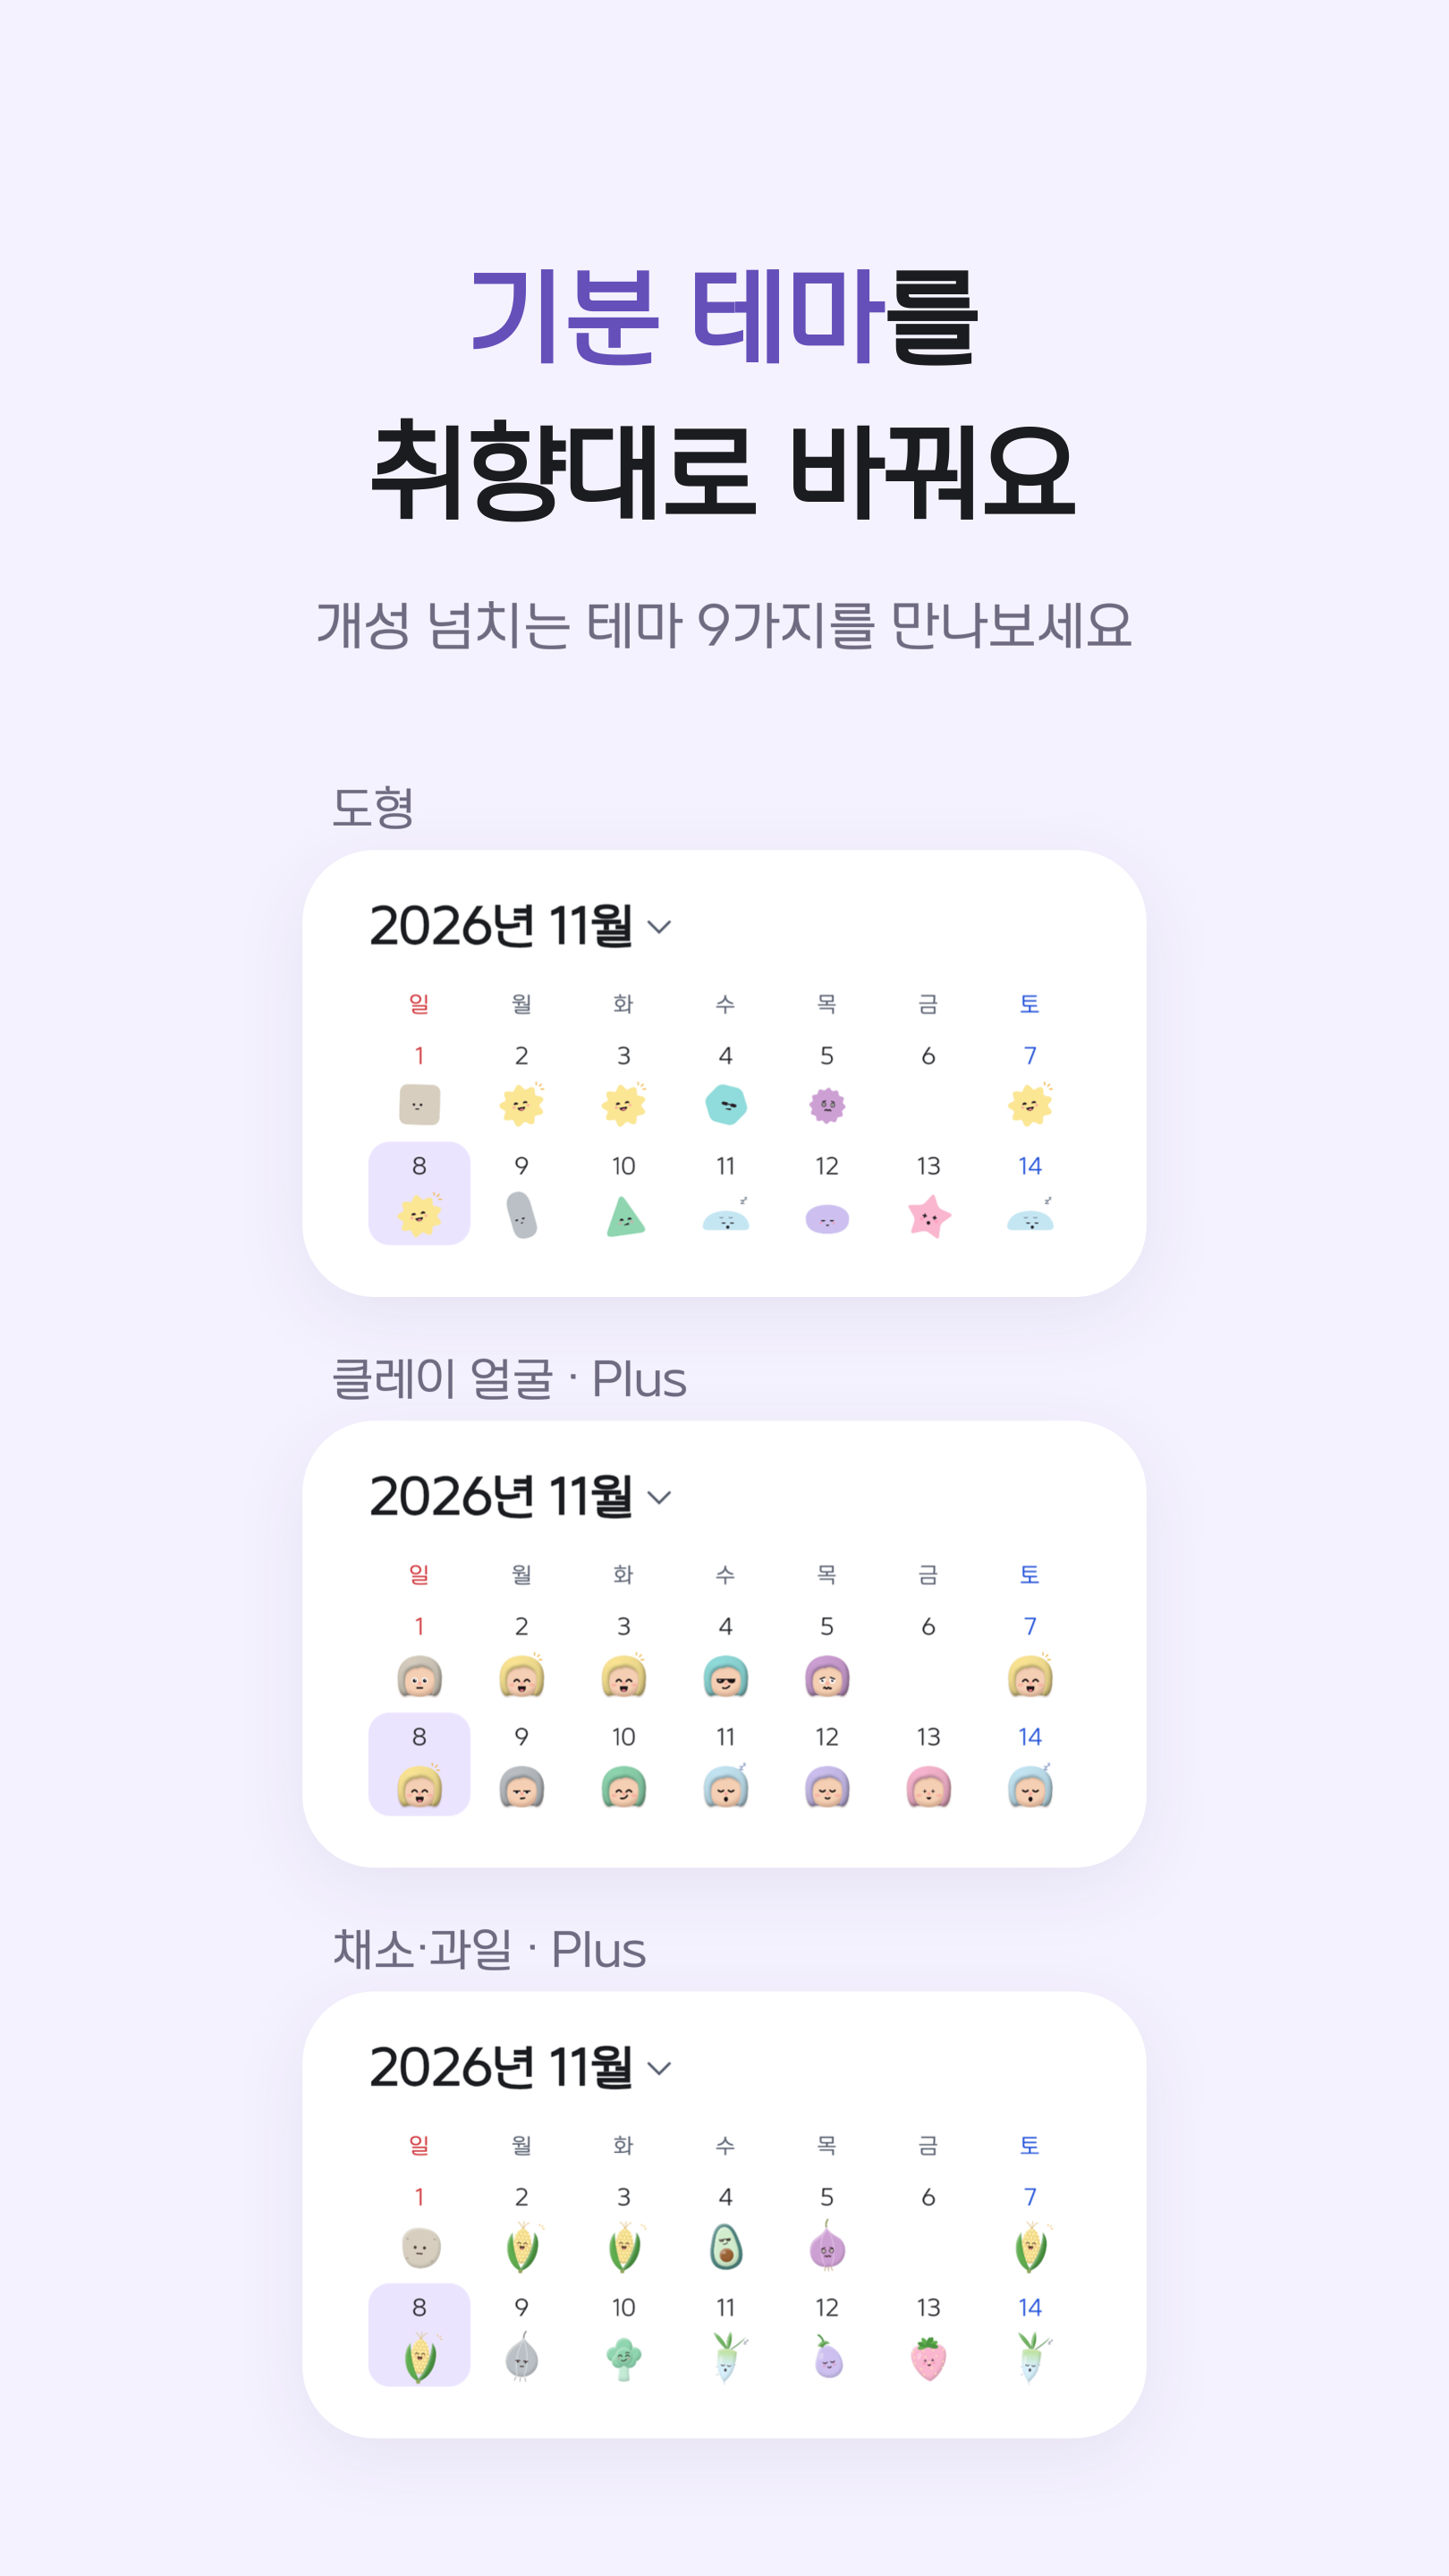 기분 테마를
취향대로 바꿔요
개성 넘치는 테마 9가지를 만나보세요
도형
2026년 11월
일 월 화 수 목 금 토
1 2 3 4 5 6 7
8 9 10 11 12 13 14
클레이 얼굴 · Plus
2026년 11월
일 월 화 수 목 금 토
1 2 3 4 5 6 7
8 9 10 11 12 13 14
채소·과일 · Plus
2026년 11월
일 월 화 수 목 금 토
1 2 3 4 5 6 7
8 9 10 11 12 13 14